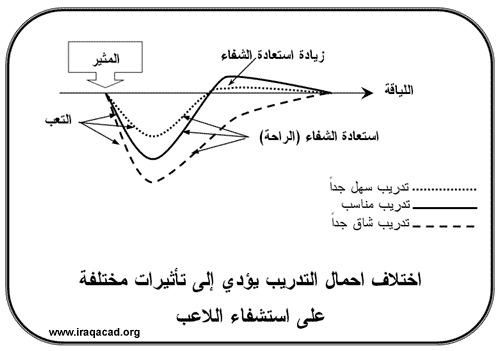 المثير
زيادة استعادة الشفاء
اللياقة
التعب
استعادة الشفاء (الراحة)
تدريب سهل جداً
تدريب مناسب
تدريب شاق جداً
اختلاف احمال التدريب يؤدي إلى تأثيرات مختلفة
على استشفاء اللاعب
www.iraqacad.org